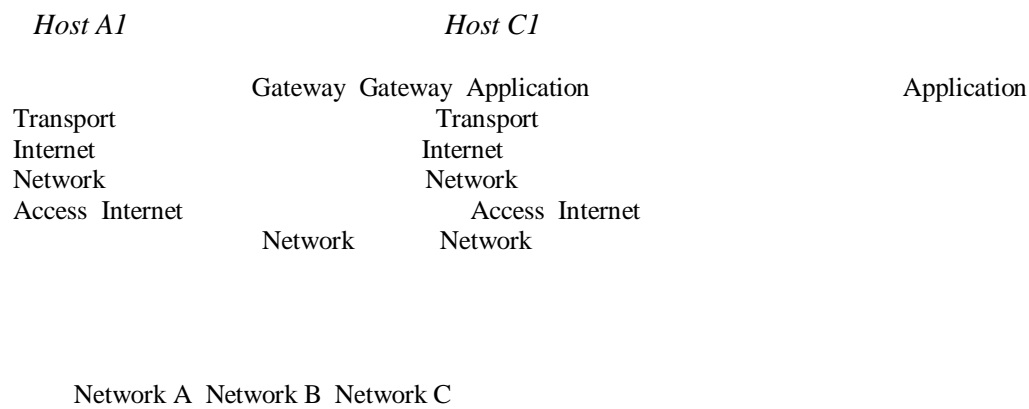 Host A1 Host C1
Gateway Gateway Application Application
Transport Transport
Internet Internet
Network Network
Access Internet Access Internet
Network Network
Network A Network B Network C